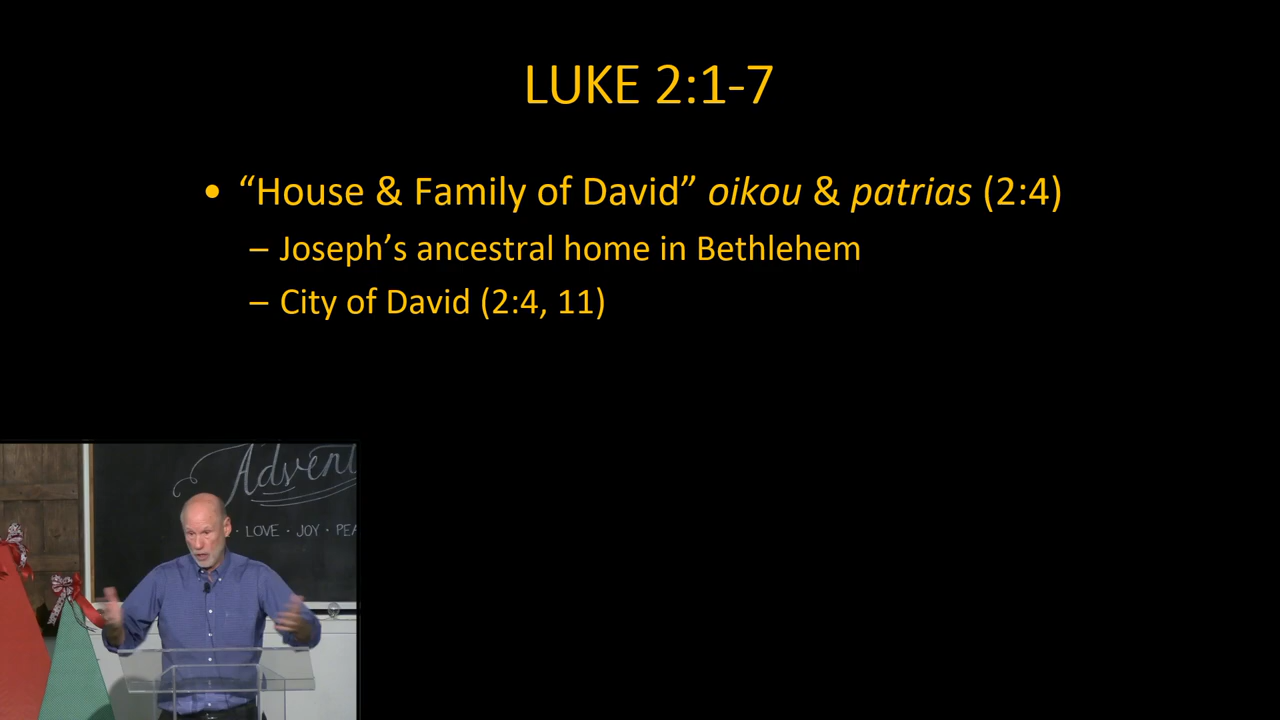 LUKE 2:1-7
• “House & Family of David” oikou & patrias (2:4)
– Joseph’s ancestral home in Bethlehem
– City of David (2:4, 11)
Advent
· LOVE · JOY ·